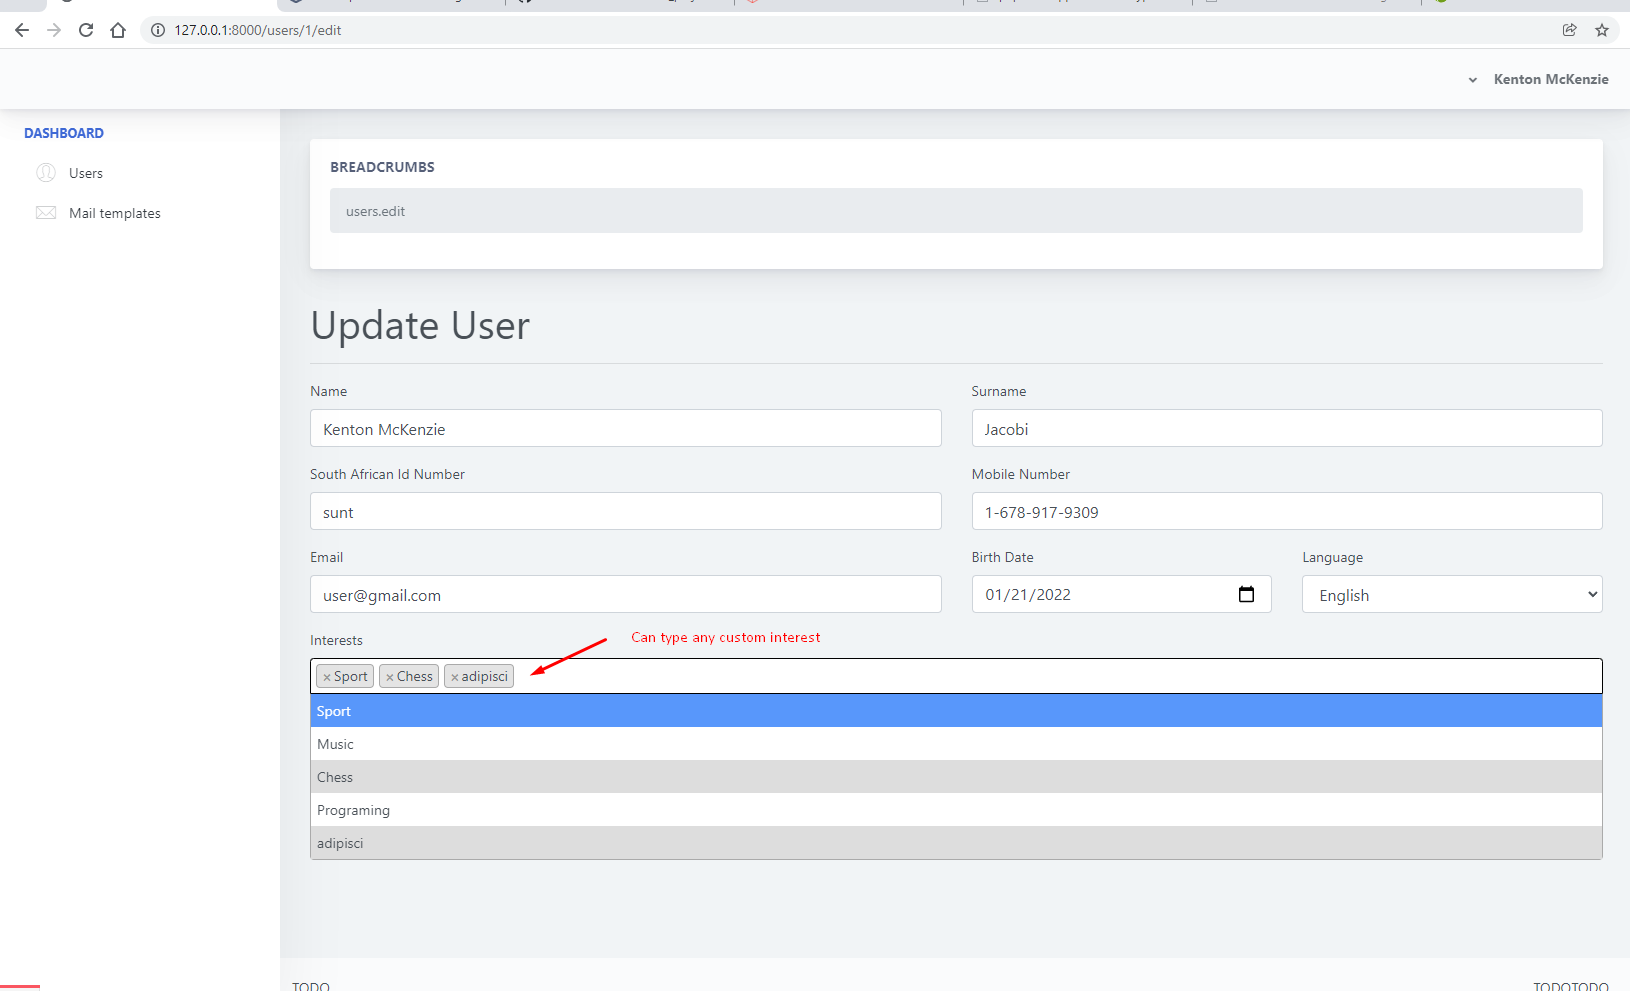 127.0.0.1:8000/users/1/edit
Kenton McKenzie
DASHBOARD
Users
Mail templates
BREADCRUMBS
users.edit
Update User
Name
Surname
Kenton McKenzie
Jacobi
South African Id Number
Mobile Number
sunt
1-678-917-9309
Email
Birth Date
Language
user@gmail.com
01/21/2022
English
Interests
Can type any custom interest
×Sport ×Chess ×adipisci
Sport
Music
Chess
Programing
adipisci
TODO
TODOTODO